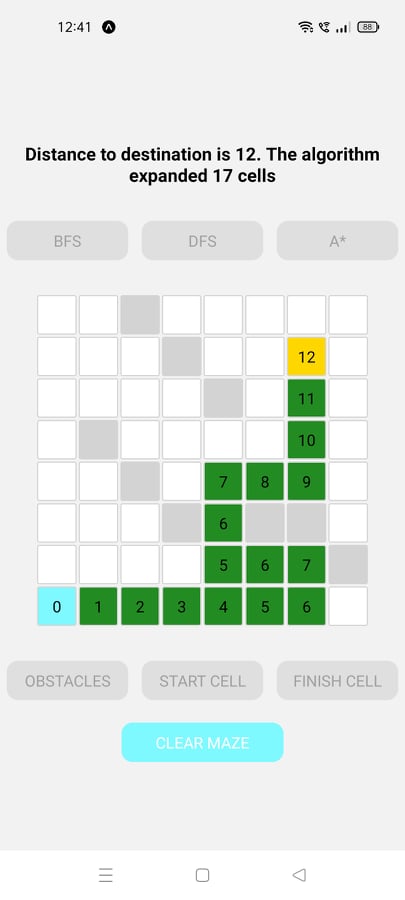 12:41
88
Distance to destination is 12. The algorithm
expanded 17 cells
BFS DFS A*
12
11
10
7 8 9
6
5 6 7
0 1 2 3 4 5 6
OBSTACLES START CELL FINISH CELL
CLEAR MAZE